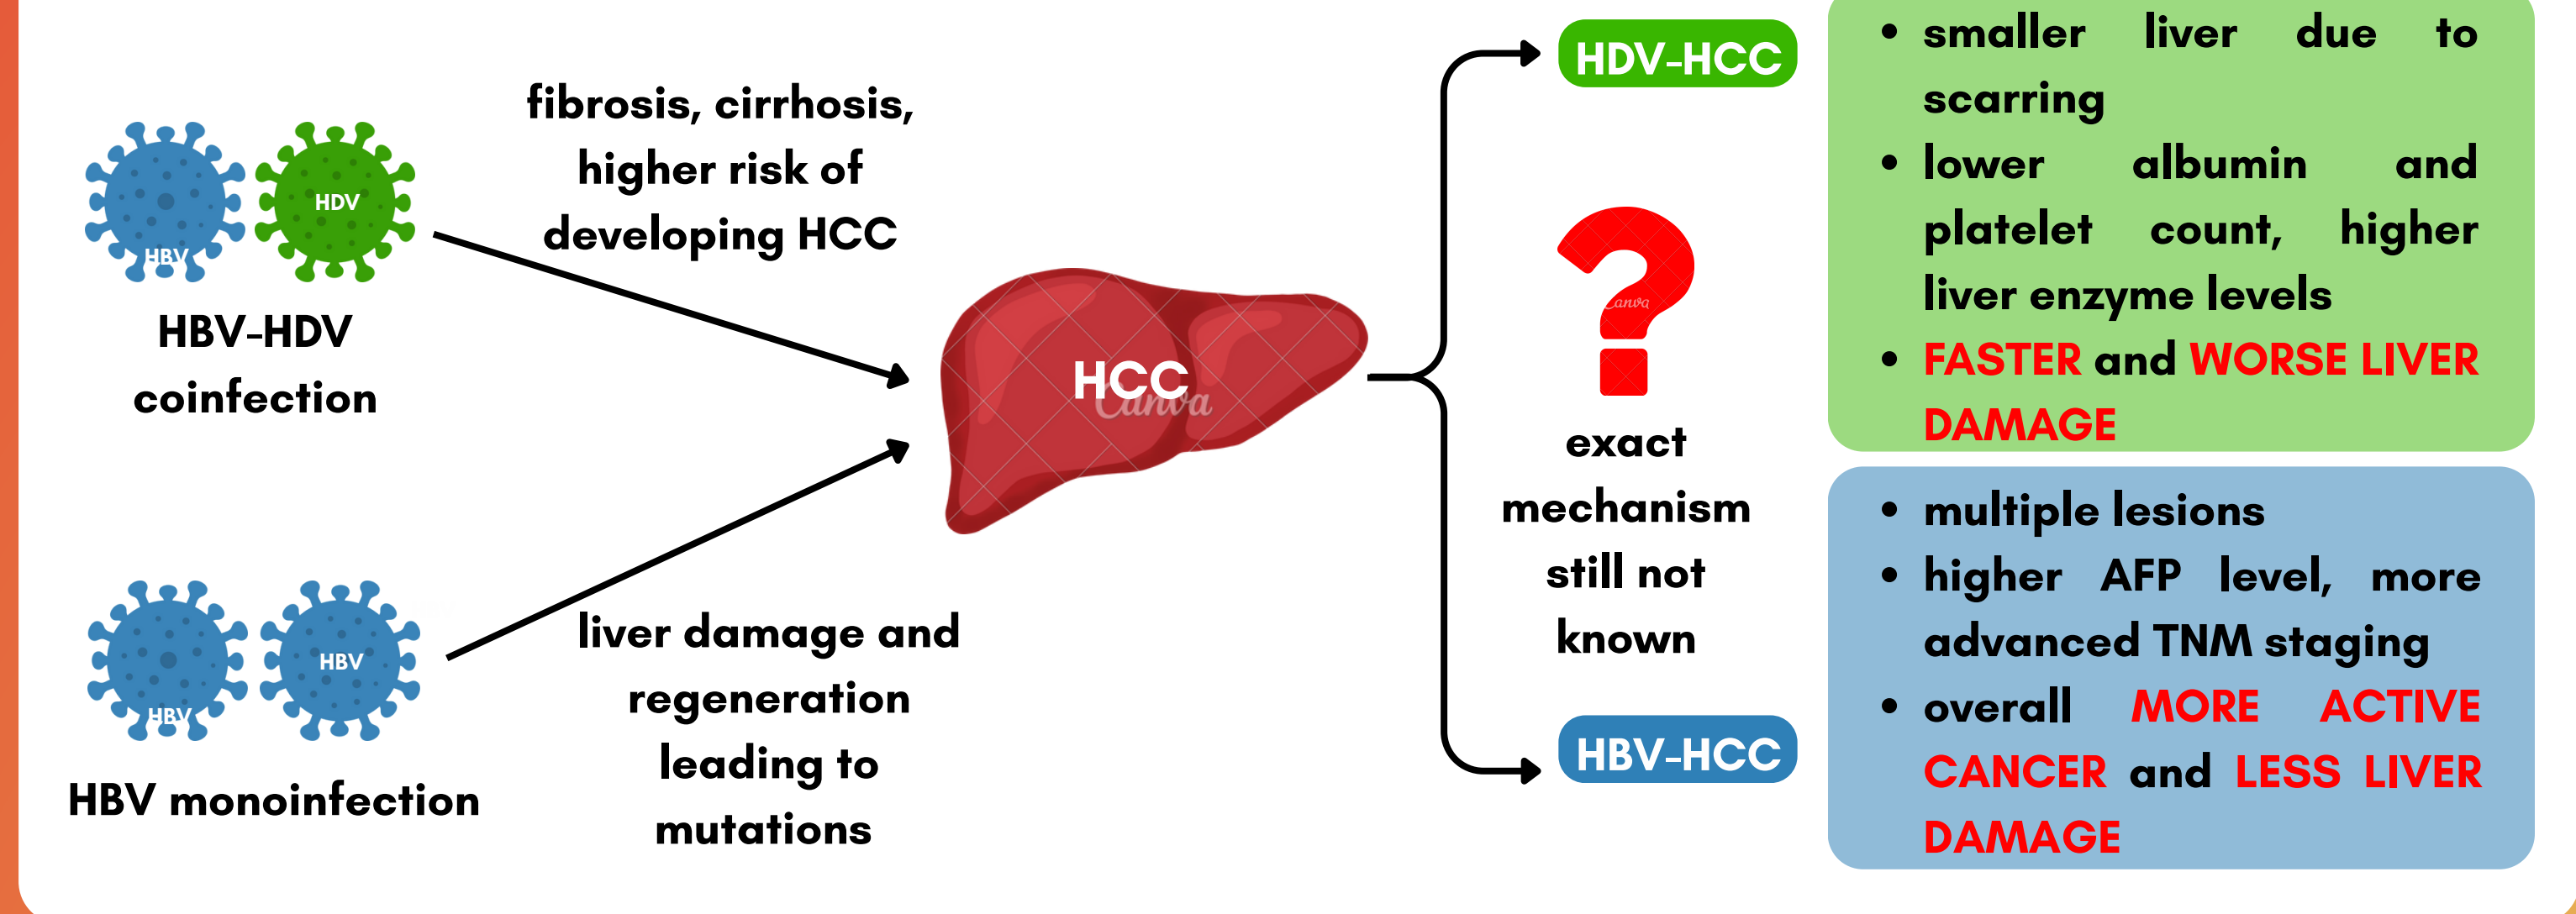 HBV
HDV
HBV-HDV
coinfection
fibrosis, cirrhosis,
higher risk of
developing HCC
HBV
HBV
HBV monoinfection
liver damage and
regeneration
leading to
mutations
HCC
Canva
HDV-HCC
Canva
exact
mechanism
still not
known
HBV-HCC
• smaller liver due to
scarring
• lower albumin and
platelet count, higher
liver enzyme levels
• FASTER and WORSE LIVER
DAMAGE
• multiple lesions
• higher AFP level, more
advanced TNM staging
• overall MORE ACTIVE
CANCER and LESS LIVER
DAMAGE